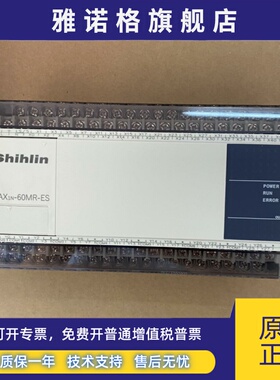 雅诺格旗舰店
Shihlin
AX2N-60MR-ES
POWER
RUN
ERROR
可开专票，免费开普通增值税发票
质保一年 技术支持 售后无忧
原
正